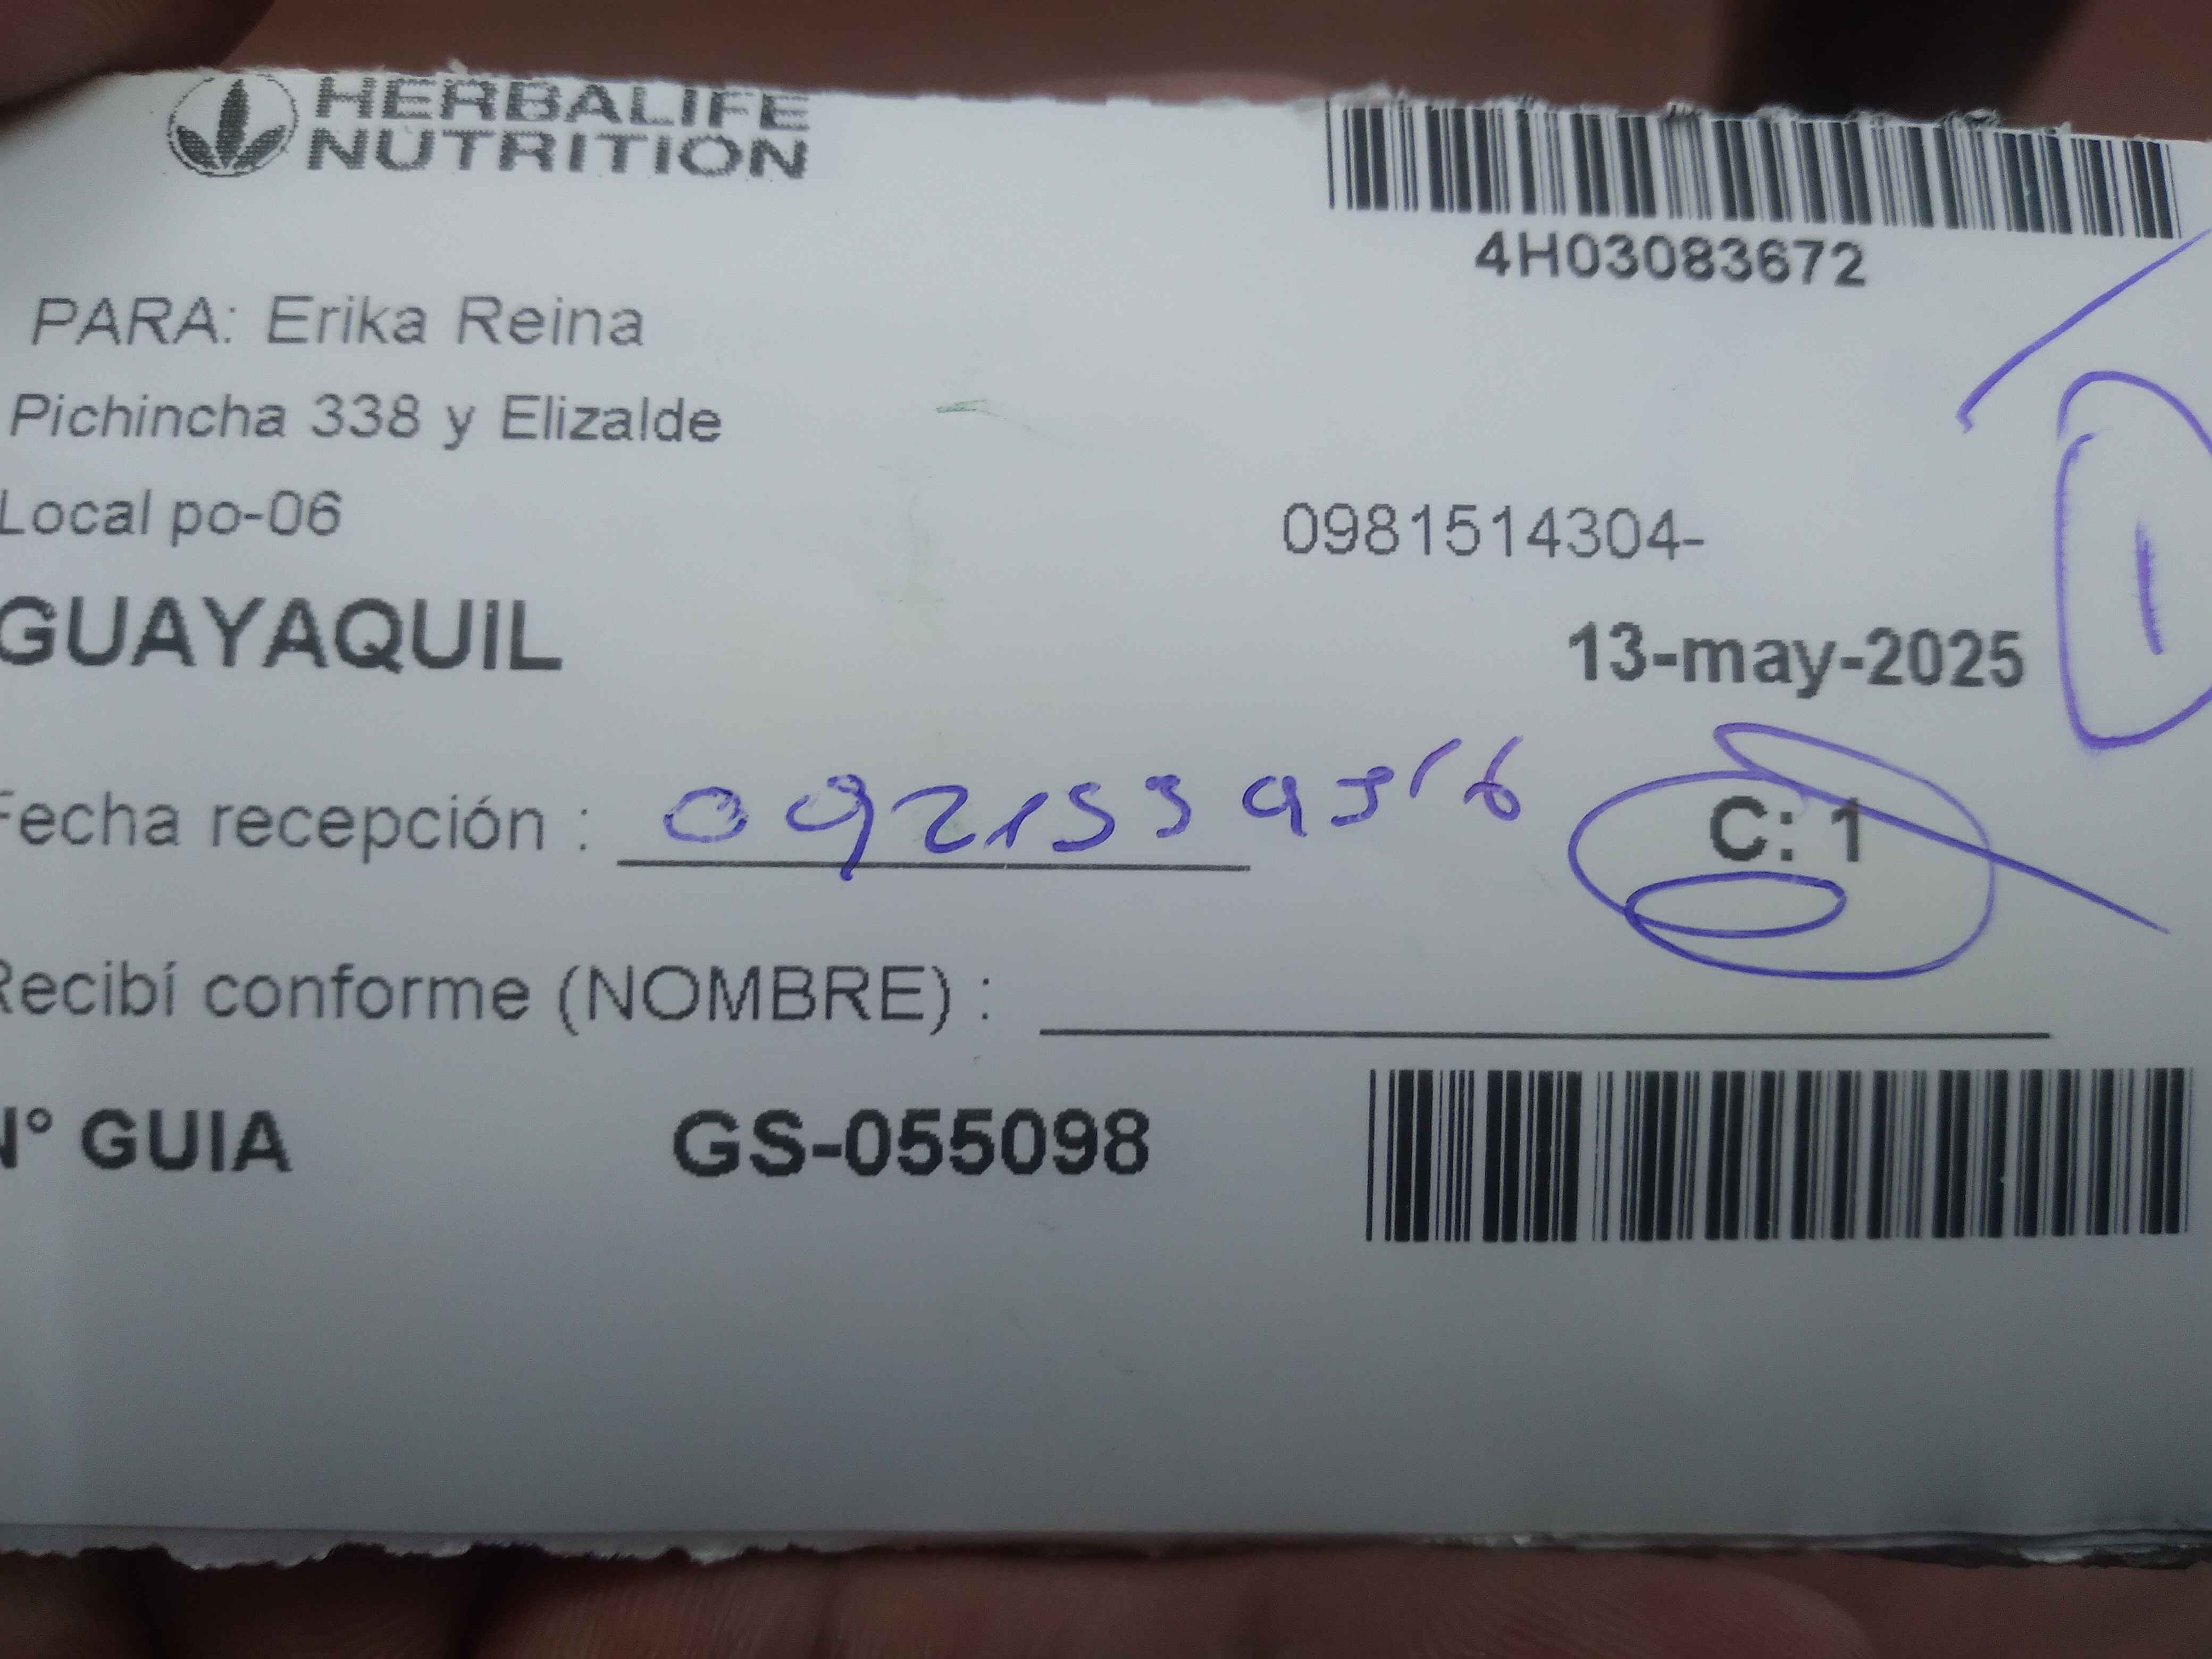 HERBALIFE
NUTRITION
4H03083672
PARA: Erika Reina
Pichincha 338 y Elizalde
Local po-06
0981514304-
GUAYAQUIL
13-may-2025
1
Fecha recepción :
C: 1
Recibí conforme (NOMBRE) :
N° GUIA GS-055098